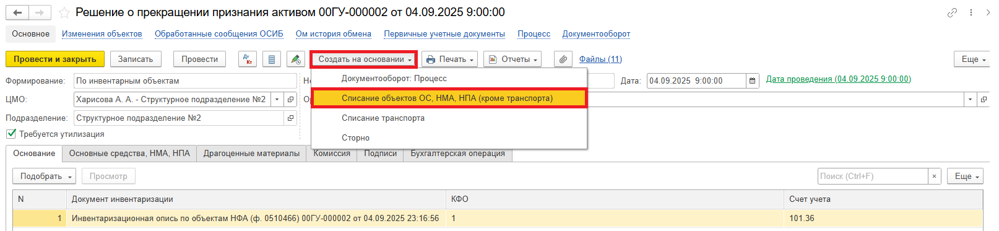 Решение о прекращении признания активом 00ГУ-000002 от 04.09.2025 9:00:00
Основное Изменения объектов Обработанные сообщения ОСИБ Ом история обмена Первичные учетные документы Процесс Документооборот
Провести и закрыть Записать Провести Дт Кт Создать на основании Печать Отчеты Файлы (11) Еще
Формирование: По инвентарным объектам Дата: 04.09.2025 9:00:00 Дата проведения (04.09.2025 9:00:00)
Документооборот: Процесс
ЦМО: Харисова А. А. - Структурное подразделение №2
Списание объектов ОС, НМА, НПА (кроме транспорта)
Подразделение: Структурное подразделение №2
Списание транспорта
Требуется утилизация
Сторно
Основание Основные средства, НМА, НПА Драгоценные материалы Комиссия Подписи Бухгалтерская операция
Подобрать Просмотр Поиск (Ctrl+F) × Еще
N Документ инвентаризации КФО Счет учета
1 Инвентаризационная опись по объектам НФА (ф. 0510466) 00ГУ-000002 от 04.09.2025 23:16:56 1 101.36